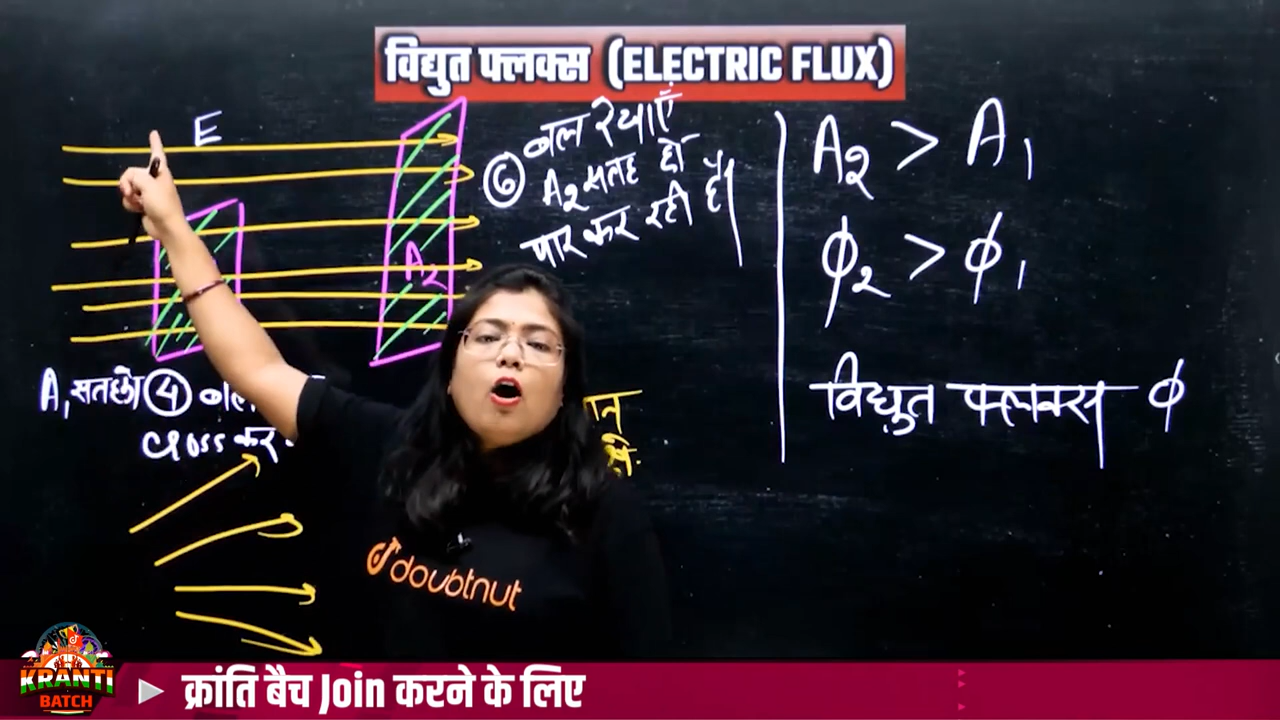 विद्युत फ्लक्स (ELECTRIC FLUX)
E
A2
⑥ बल रेखाएँ
A2 सतह को
पार कर रही हैं।
A1 सतह को ④ बल
cross कर
A2 > A1
ϕ2 > ϕ1
विद्युत फ्लक्स ϕ
doubtnut
KRANTI
BATCH
क्रांति बैच Join करने के लिए